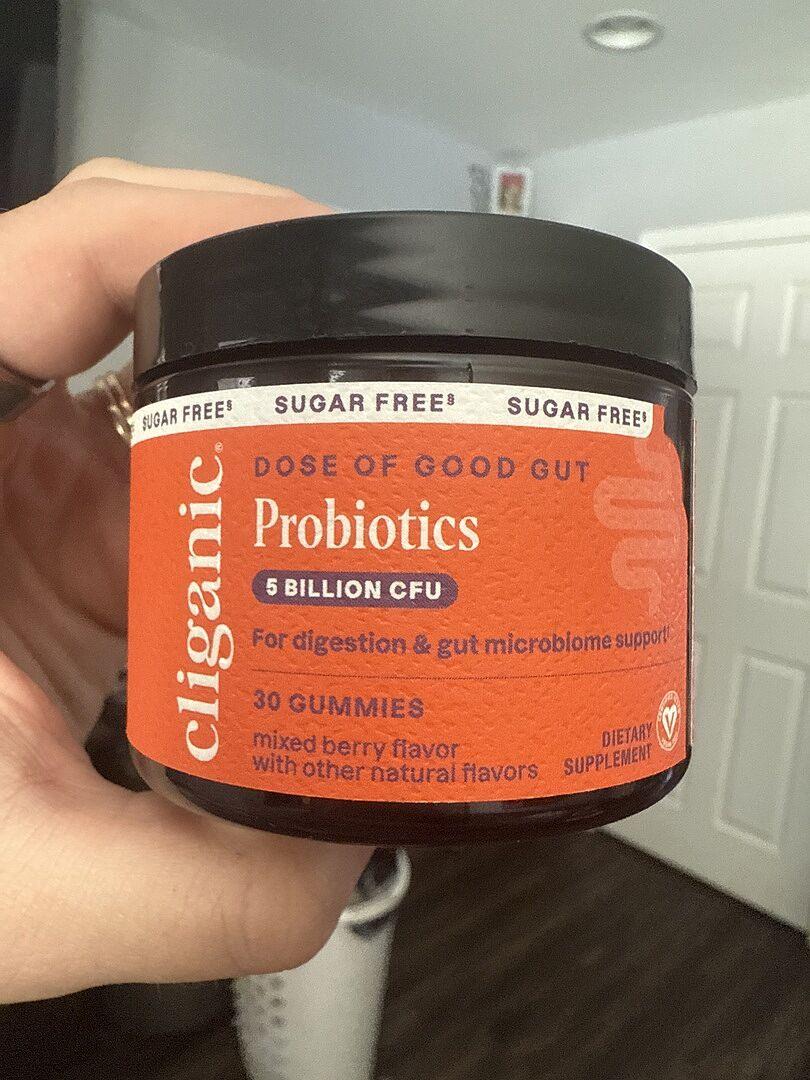 SUGAR FREE§ SUGAR FREE§ SUGAR FREE§
cliganic®
DOSE OF GOOD GUT
Probiotics
5 BILLION CFU
For digestion & gut microbiome support†
30 GUMMIES
mixed berry flavor
with other natural flavors
DIETARY
SUPPLEMENT